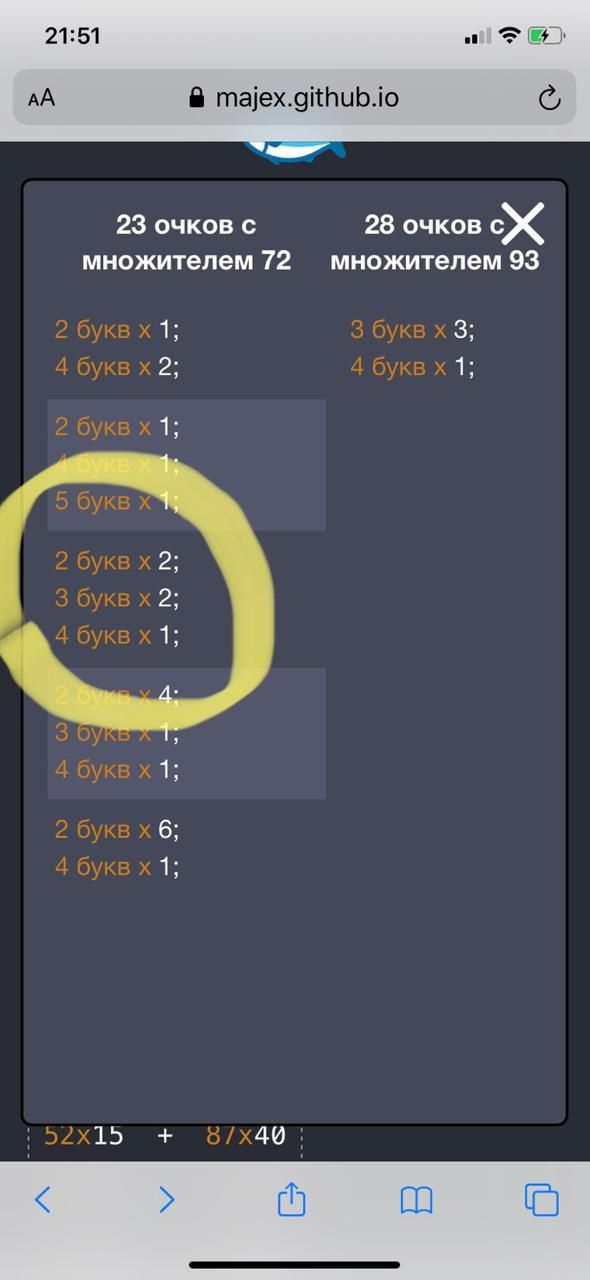 21:51
AA majex.github.io
23 очков с
множителем 72
28 очков с
множителем 93
2 букв x 1;
4 букв x 2;
2 букв x 1;
4 букв x 1;
5 букв x 1;
2 букв x 2;
3 букв x 2;
4 букв x 1;
2 букв x 4;
3 букв x 1;
4 букв x 1;
2 букв x 6;
4 букв x 1;
3 букв x 3;
4 букв x 1;
52x15 + 87x40